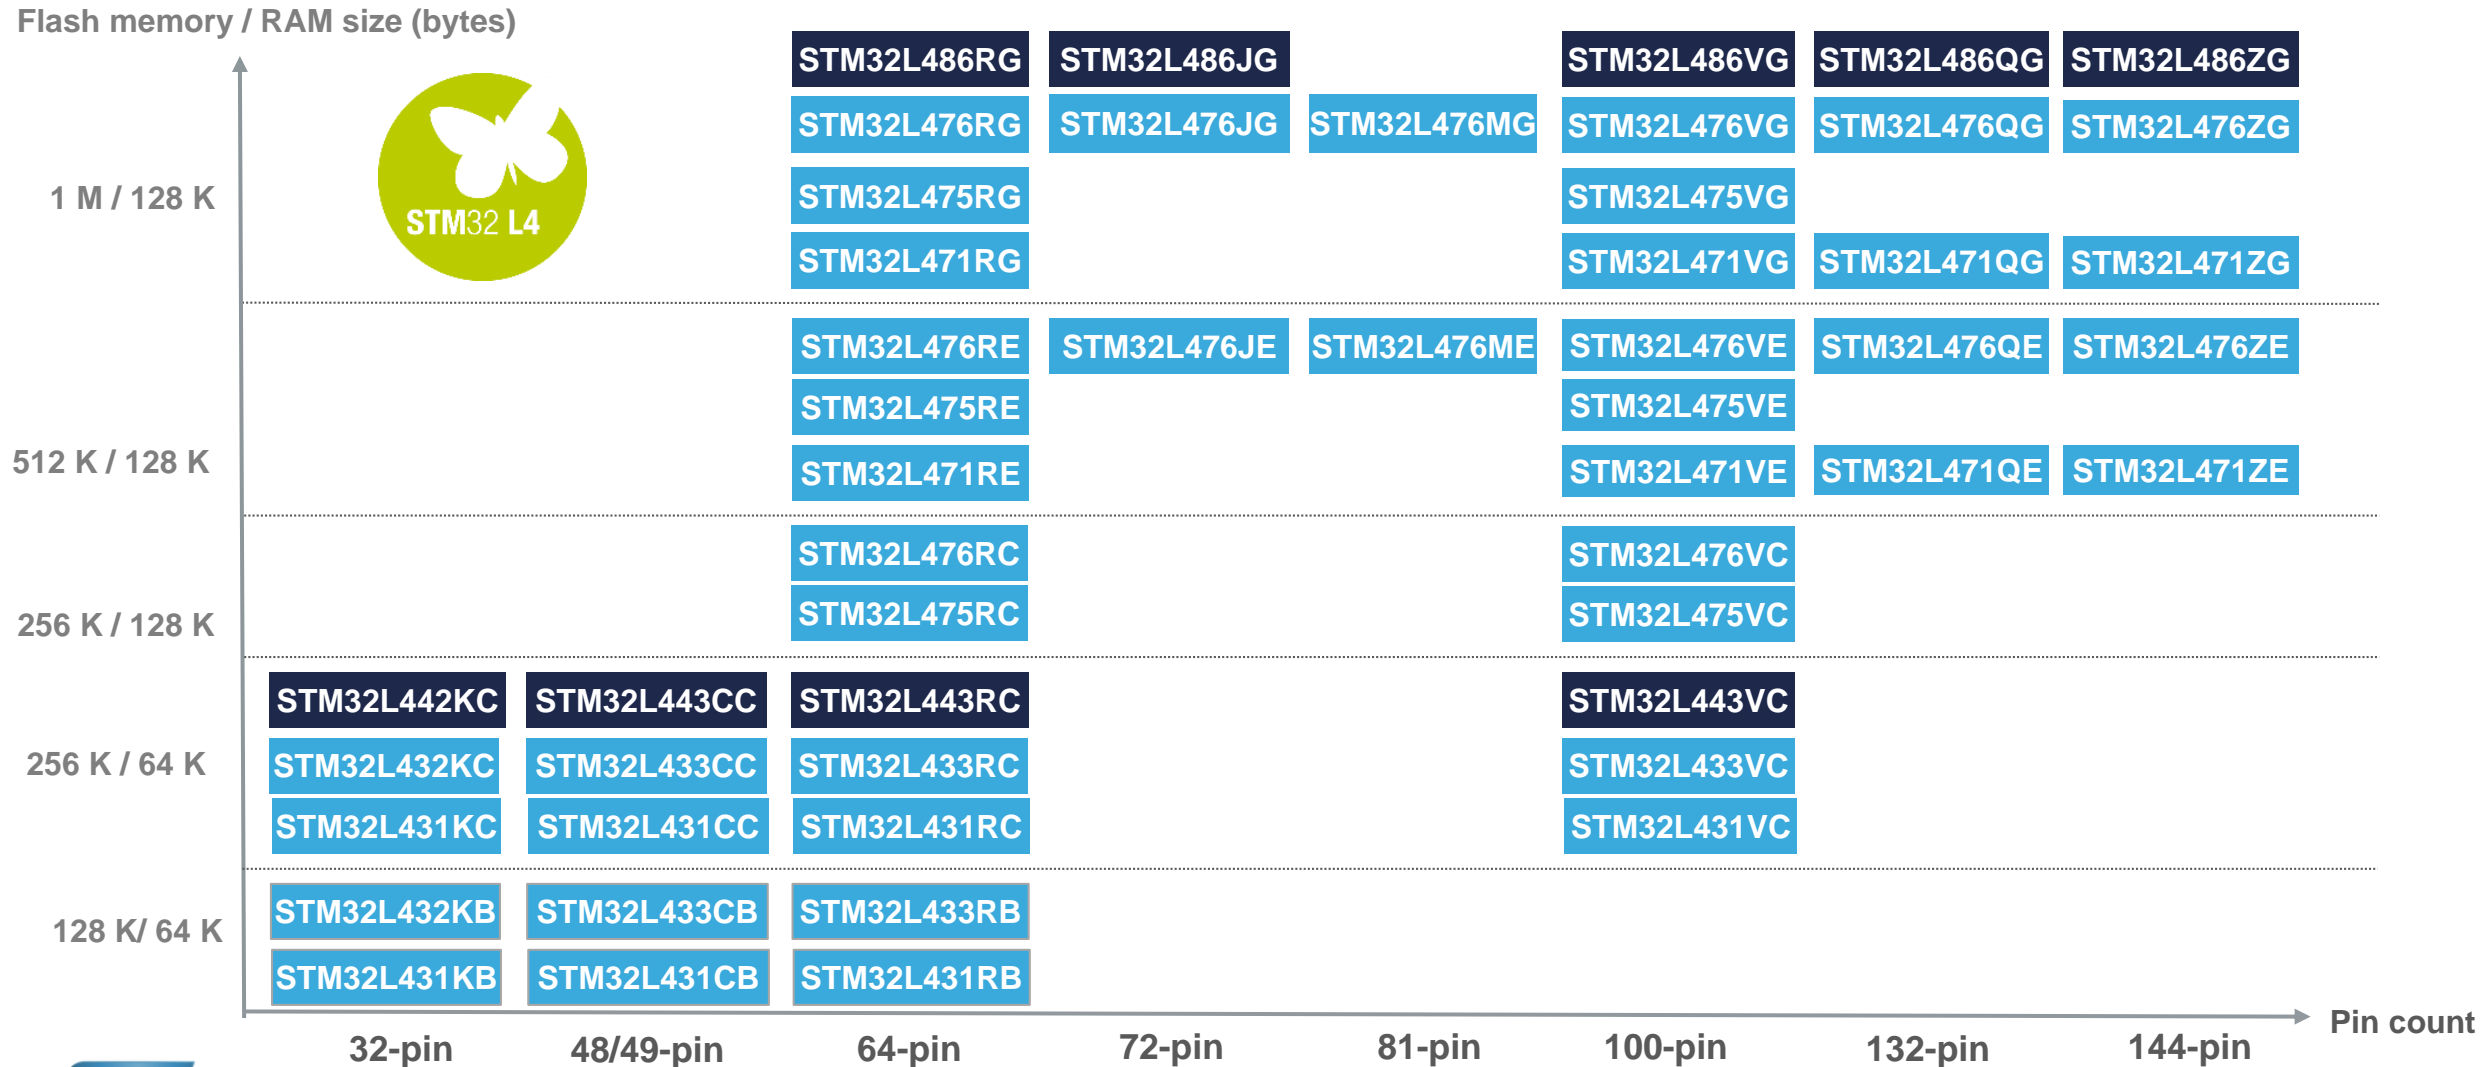 Flash memory / RAM size (bytes)
STM32L486RG STM32L486JG STM32L486VG STM32L486QG STM32L486ZG
STM32L476RG STM32L476JG STM32L476MG STM32L476VG STM32L476QG STM32L476ZG
1 M / 128 K STM32L475RG STM32L475VG
STM32 L4
STM32L471RG STM32L471VG STM32L471QG STM32L471ZG
STM32L476RE STM32L476JE STM32L476ME STM32L476VE STM32L476QE STM32L476ZE
STM32L475RE STM32L475VE
512 K / 128 K STM32L471RE STM32L471VE STM32L471QE STM32L471ZE
STM32L476RC STM32L476VC
256 K / 128 K STM32L475RC STM32L475VC
STM32L442KC STM32L443CC STM32L443RC STM32L443VC
256 K / 64 K STM32L432KC STM32L433CC STM32L433RC STM32L433VC
STM32L431KC STM32L431CC STM32L431RC STM32L431VC
128 K/ 64 K STM32L432KB STM32L433CB STM32L433RB
STM32L431KB STM32L431CB STM32L431RB
Pin count
32-pin 48/49-pin 64-pin 72-pin 81-pin 100-pin 132-pin 144-pin